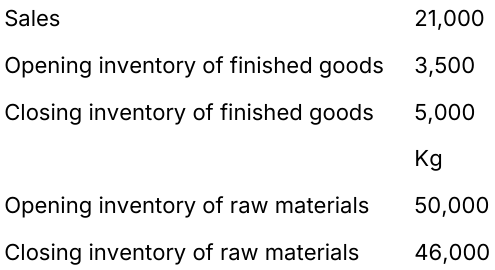 Sales 21,000
Opening inventory of finished goods 3,500
Closing inventory of finished goods 5,000
Kg
Opening inventory of raw materials 50,000
Closing inventory of raw materials 46,000